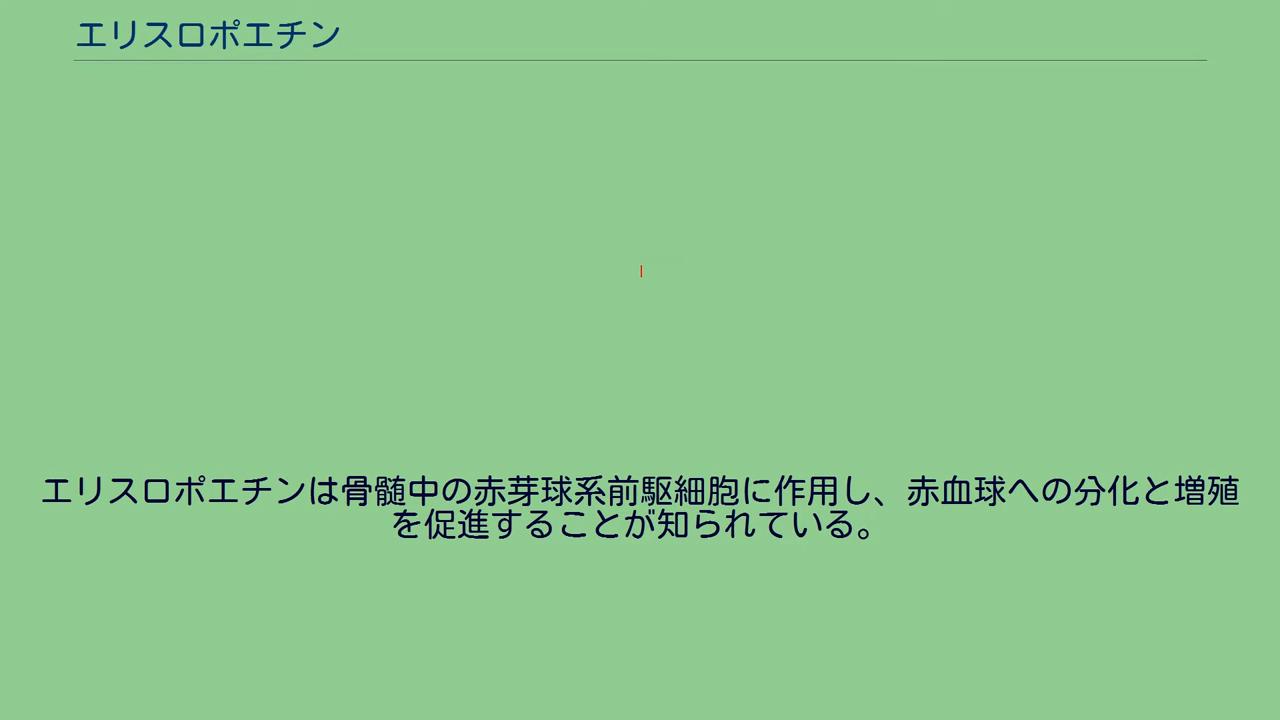 エリスロポエチン
エリスロポエチンは骨髄中の赤芽球系前駆細胞に作用し、赤血球への分化と増殖
を促進することが知られている。